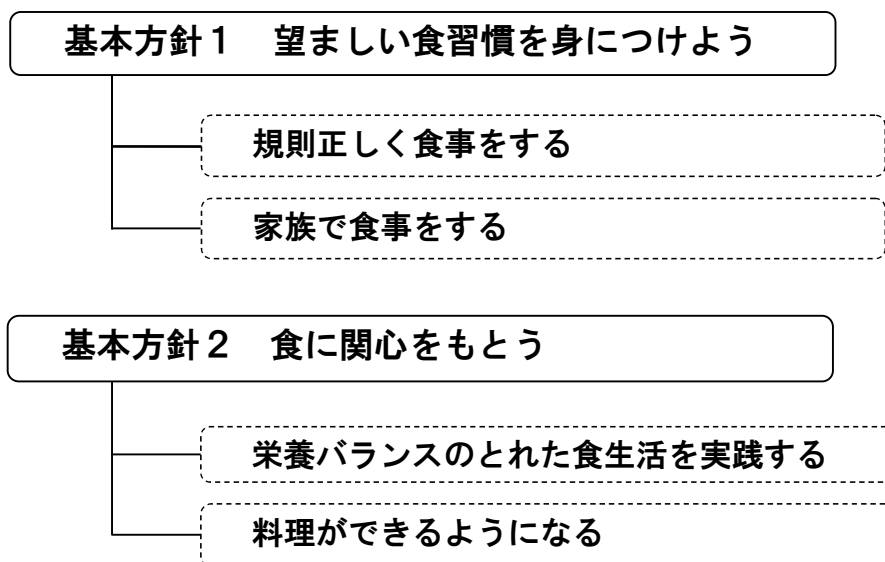 基本方針１　望ましい食習慣を身につけよう
規則正しく食事をする
家族で食事をする
基本方針２　食に関心をもとう
栄養バランスのとれた食生活を実践する
料理ができるようになる